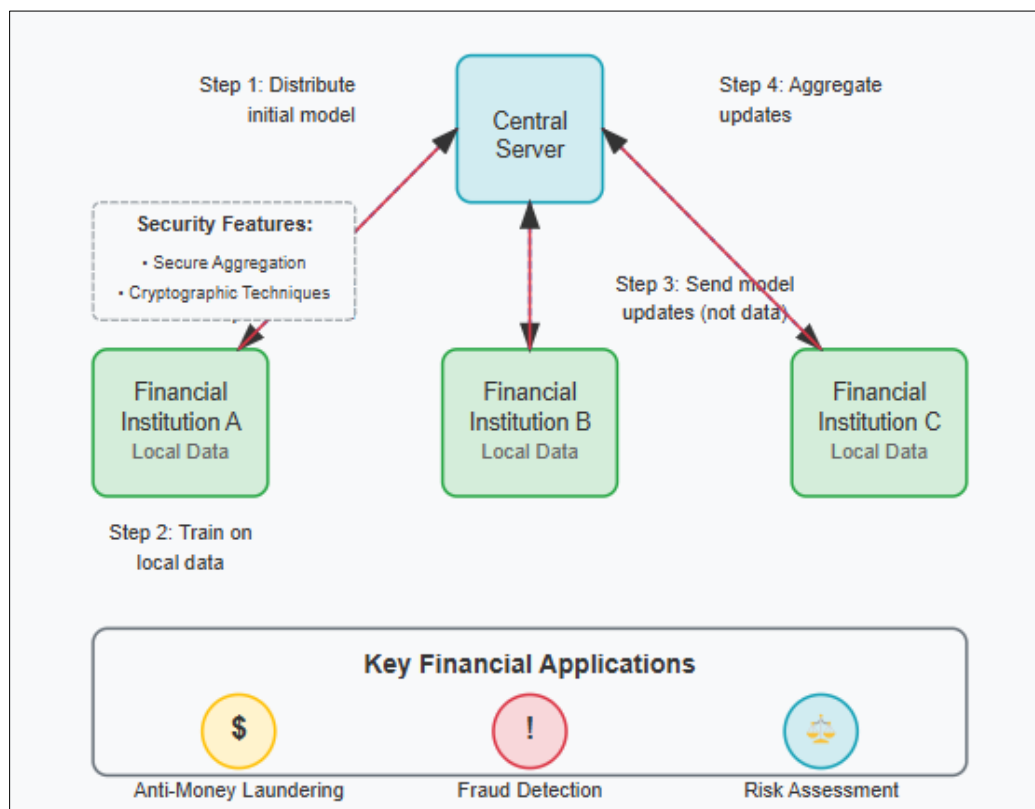 Step 1: Distribute
initial model
Central
Server
Step 4: Aggregate
updates
Security Features:
• Secure Aggregation
• Cryptographic Techniques
Step 3: Send model
updates (not data)
Financial
Institution A
Local Data
Financial
Institution B
Local Data
Financial
Institution C
Local Data
Step 2: Train on
local data
Key Financial Applications
$
!
Anti-Money Laundering
Fraud Detection
Risk Assessment